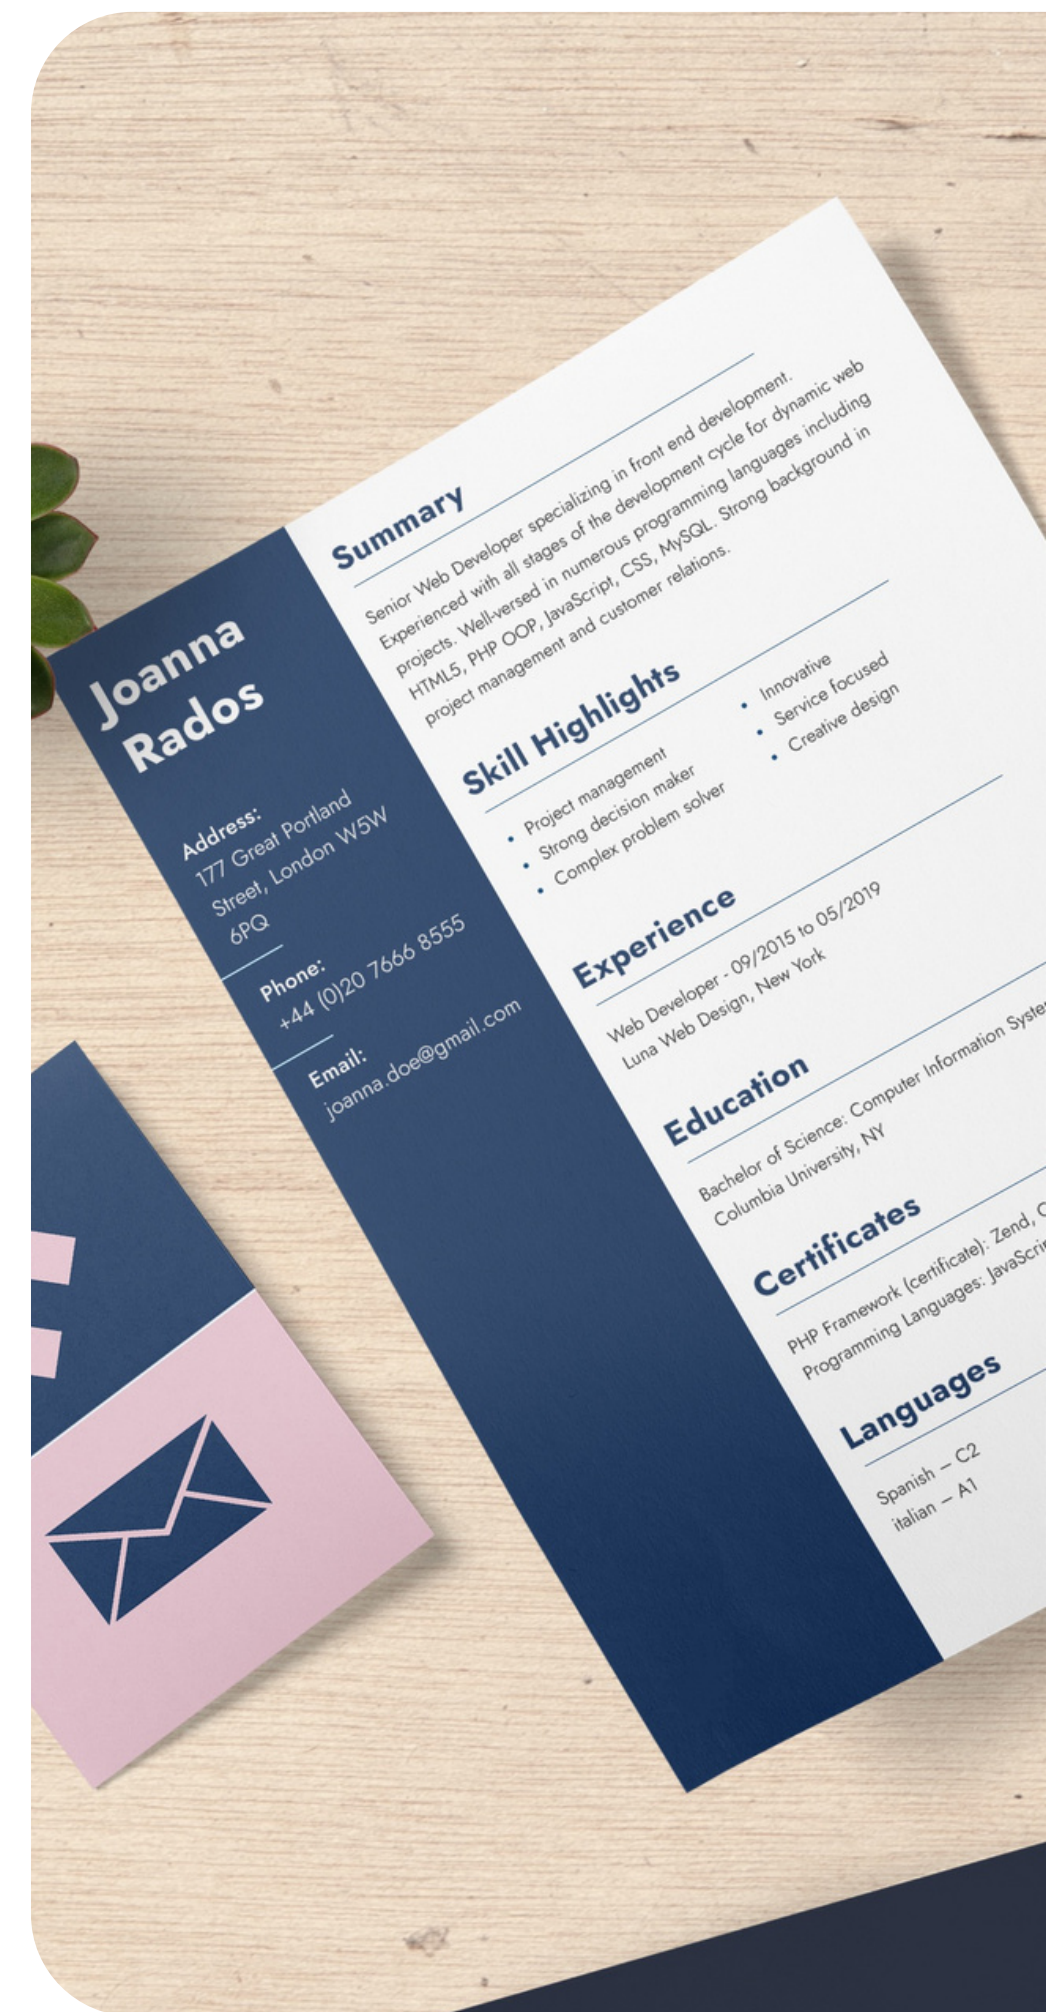 Joanna
Rados
Address:
177 Great Portland
Street, London W5W
6PQ
Phone:
+44 (0)20 7666 8555
Email:
joanna.doe@gmail.com
Summary
Senior Web Developer specializing in front end development.
Experienced with all stages of the development cycle for dynamic web
projects. Well-versed in numerous programming languages including
HTML5, PHP OOP, JavaScript, CSS, MySQL. Strong background in
project management and customer relations.
Skill Highlights
• Project management
• Strong decision maker
• Complex problem solver
• Innovative
• Service focused
• Creative design
Experience
Web Developer - 09/2015 to 05/2019
Luna Web Design, New York
Education
Bachelor of Science: Computer Information
Columbia University, NY
Certificates
PHP Framework (certificate): Zend,
Programming Languages:
Languages
Spanish – C2
italian – A1